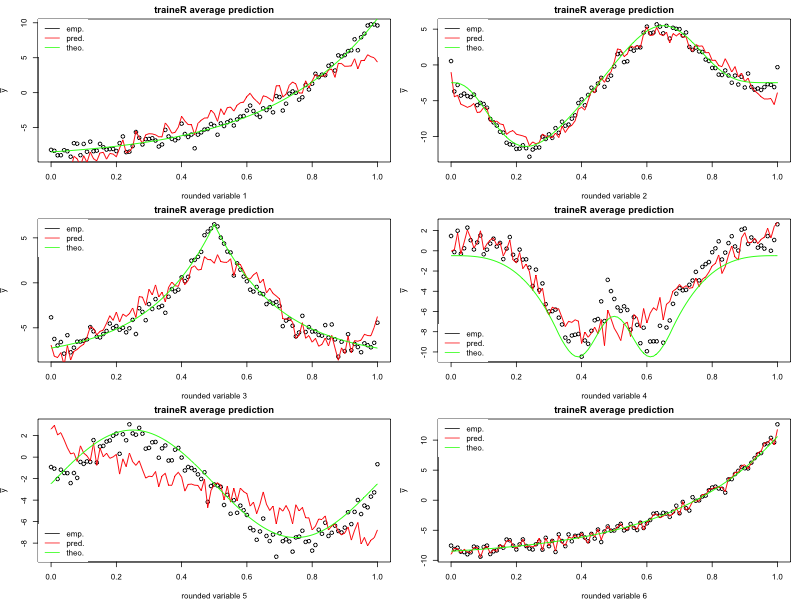 traineR average prediction
10
5
0
-5
y
emp.
pred.
theo.
0.0 0.2 0.4 0.6 0.8 1.0
rounded variable 1
traineR average prediction
5
0
-5
-10
y
emp.
pred.
theo.
0.0 0.2 0.4 0.6 0.8 1.0
rounded variable 2
traineR average prediction
5
0
-5
y
emp.
pred.
theo.
0.0 0.2 0.4 0.6 0.8 1.0
rounded variable 3
traineR average prediction
2
0
-2
-4
-6
-8
-10
y
emp.
pred.
theo.
0.0 0.2 0.4 0.6 0.8 1.0
rounded variable 4
traineR average prediction
2
0
-2
-4
-6
-8
y
emp.
pred.
theo.
0.0 0.2 0.4 0.6 0.8 1.0
rounded variable 5
traineR average prediction
10
5
0
-5
-10
y
emp.
pred.
theo.
0.0 0.2 0.4 0.6 0.8 1.0
rounded variable 6